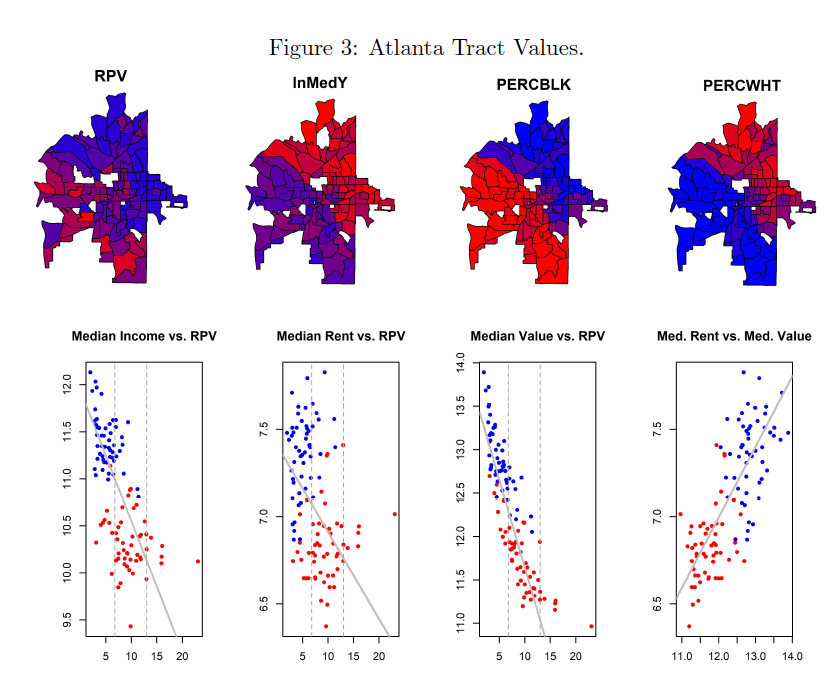 Figure 3: Atlanta Tract Values.
RPV
lnMedY
PERCBLK
PERCWHT
Median Income vs. RPV
Median Rent vs. RPV
Median Value vs. RPV
Med. Rent vs. Med. Value
12.0
11.5
11.0
10.5
10.0
9.5
5 10 15 20
7.5
7.0
6.5
5 10 15 20
14.0
13.5
13.0
12.5
12.0
11.5
11.0
5 10 15 20
7.5
7.0
6.5
11.0 12.0 13.0 14.0